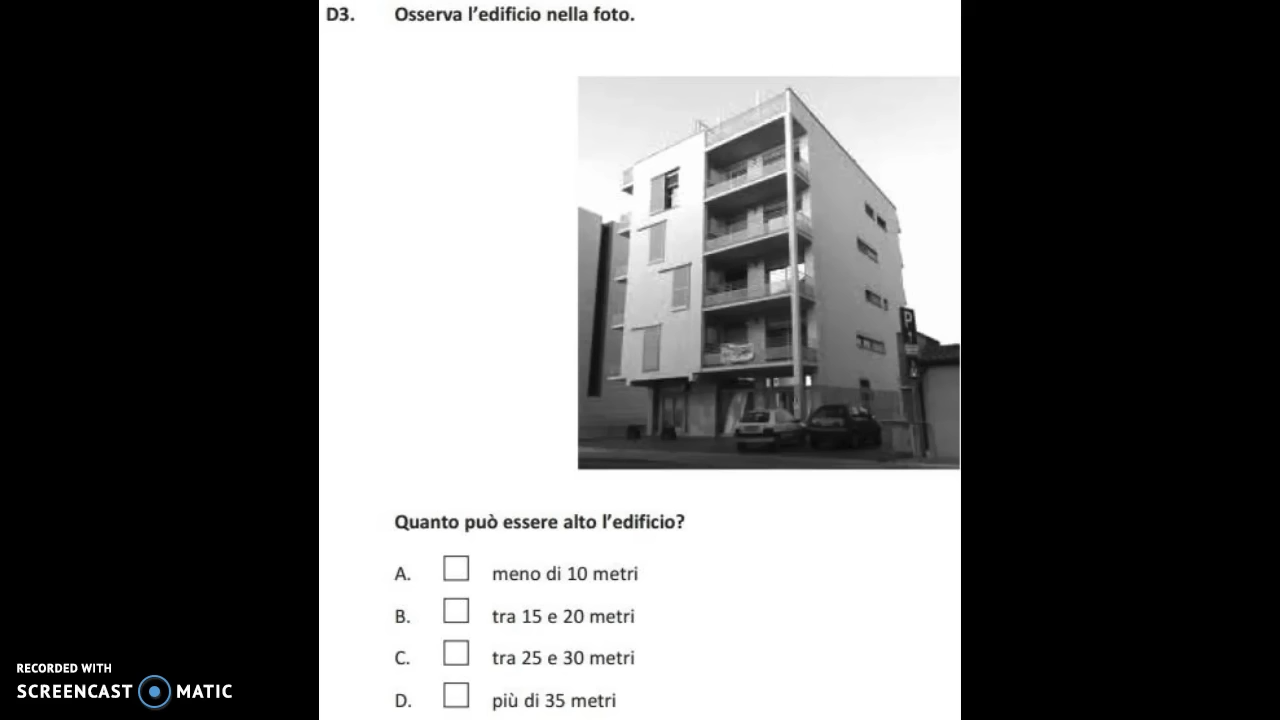 D3. Osserva l'edificio nella foto.
P
Quanto può essere alto l'edificio?
A. meno di 10 metri
B. tra 15 e 20 metri
C. tra 25 e 30 metri
D. più di 35 metri
RECORDED WITH
SCREENCAST MATIC